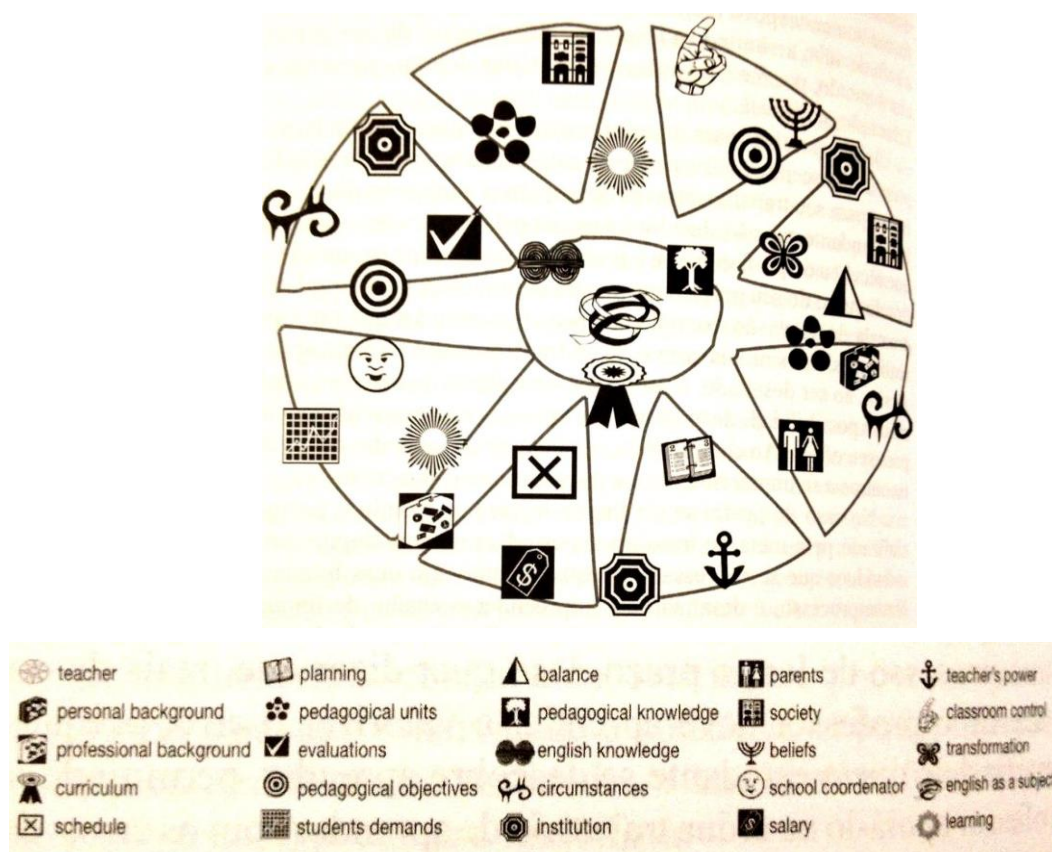 teacher planning balance parents teacher's power
personal background pedagogical units pedagogical knowledge society classroom control
professional background evaluations english knowledge beliefs transformation
curriculum pedagogical objectives circumstances school coordenator english as a subject
schedule students demands institution salary learning